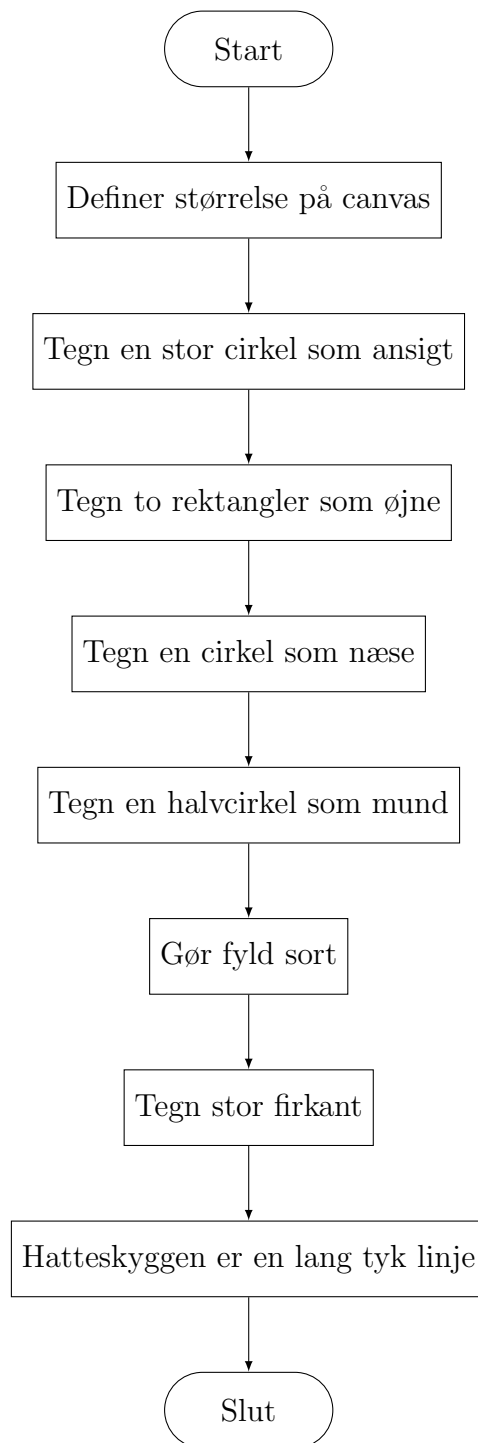 Start
Definer størrelse på canvas
Tegn en stor cirkel som ansigt
Tegn to rektangler som øjne
Tegn en cirkel som næse
Tegn en halvcirkel som mund
Gør fyld sort
Tegn stor firkant
Hatteskyggen er en lang tyk linje
Slut